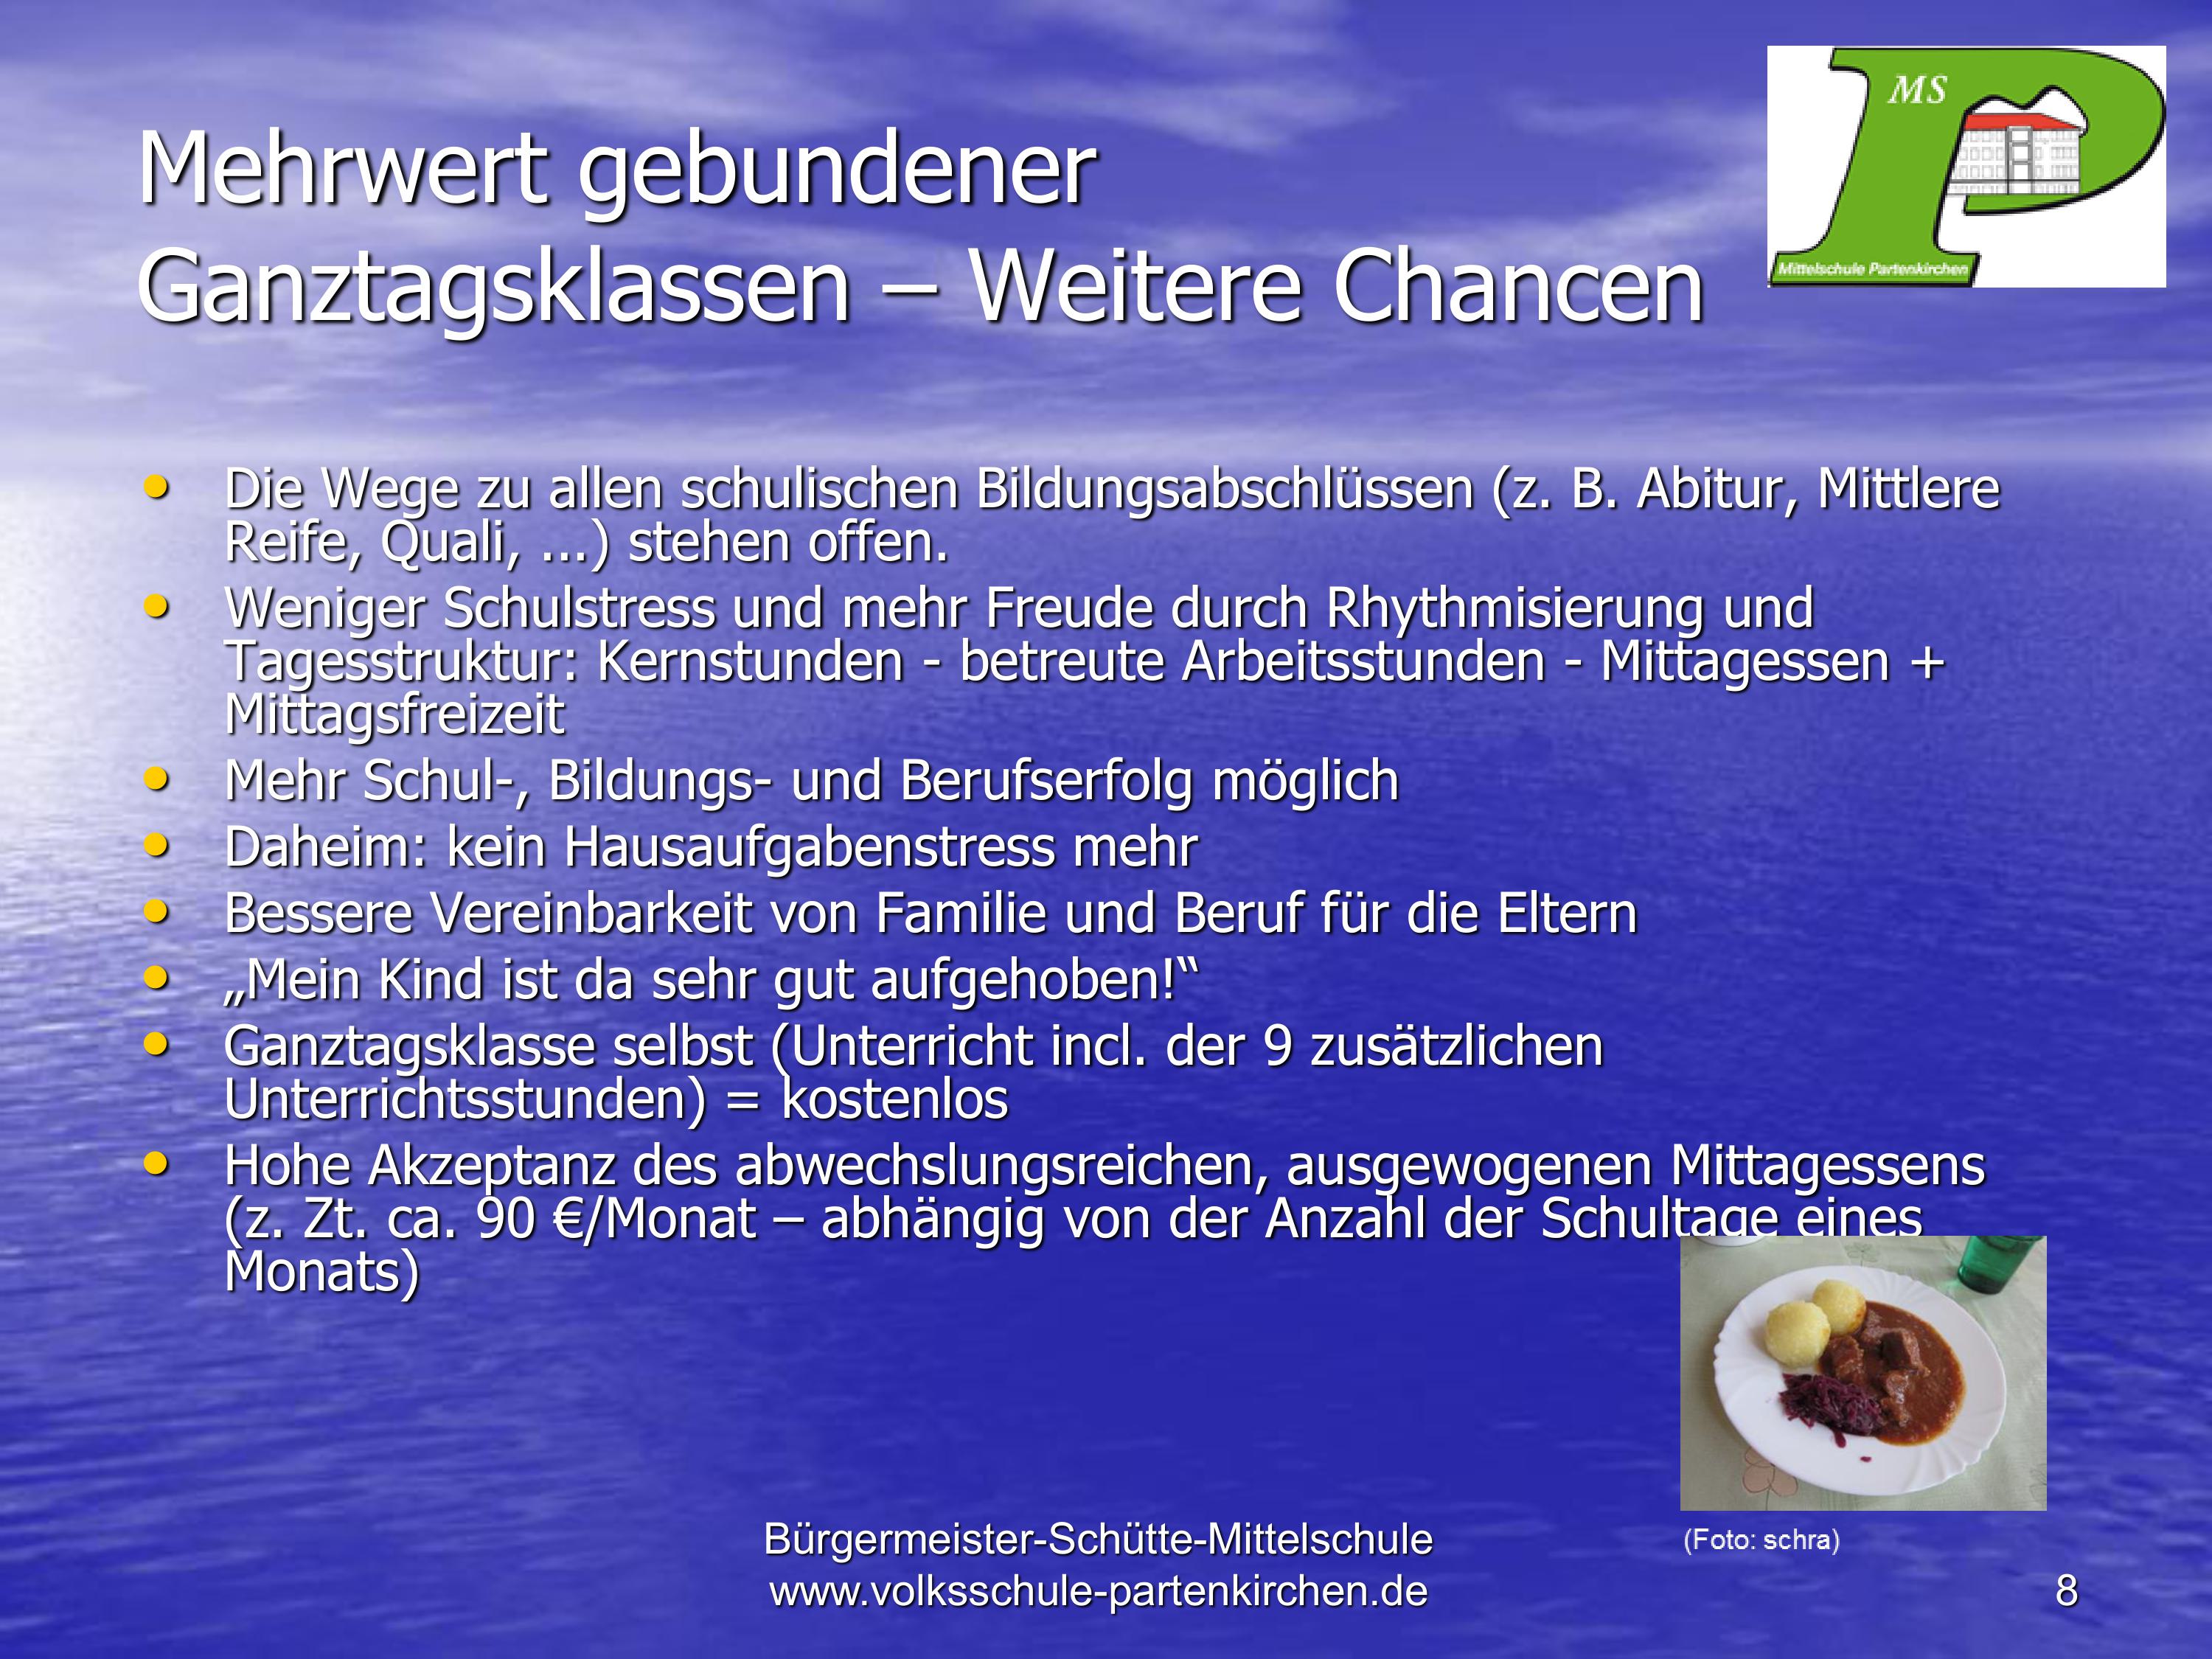 MS
Mittelschule Partenkirchen
Mehrwert gebundener
Ganztagsklassen – Weitere Chancen
• Die Wege zu allen schulischen Bildungsabschlüssen (z. B. Abitur, Mittlere
Reife, Quali, ...) stehen offen.
• Weniger Schulstress und mehr Freude durch Rhythmisierung und
Tagesstruktur: Kernstunden - betreute Arbeitsstunden - Mittagessen +
Mittagsfreizeit
• Mehr Schul-, Bildungs- und Berufserfolg möglich
• Daheim: kein Hausaufgabenstress mehr
• Bessere Vereinbarkeit von Familie und Beruf für die Eltern
• „Mein Kind ist da sehr gut aufgehoben!“
• Ganztagsklasse selbst (Unterricht incl. der 9 zusätzlichen
Unterrichtsstunden) = kostenlos
• Hohe Akzeptanz des abwechslungsreichen, ausgewogenen Mittagessens
(z. Zt. ca. 90 €/Monat – abhängig von der Anzahl der Schultage eines
Monats)
(Foto: schra)
Bürgermeister-Schütte-Mittelschule
www.volksschule-partenkirchen.de
8